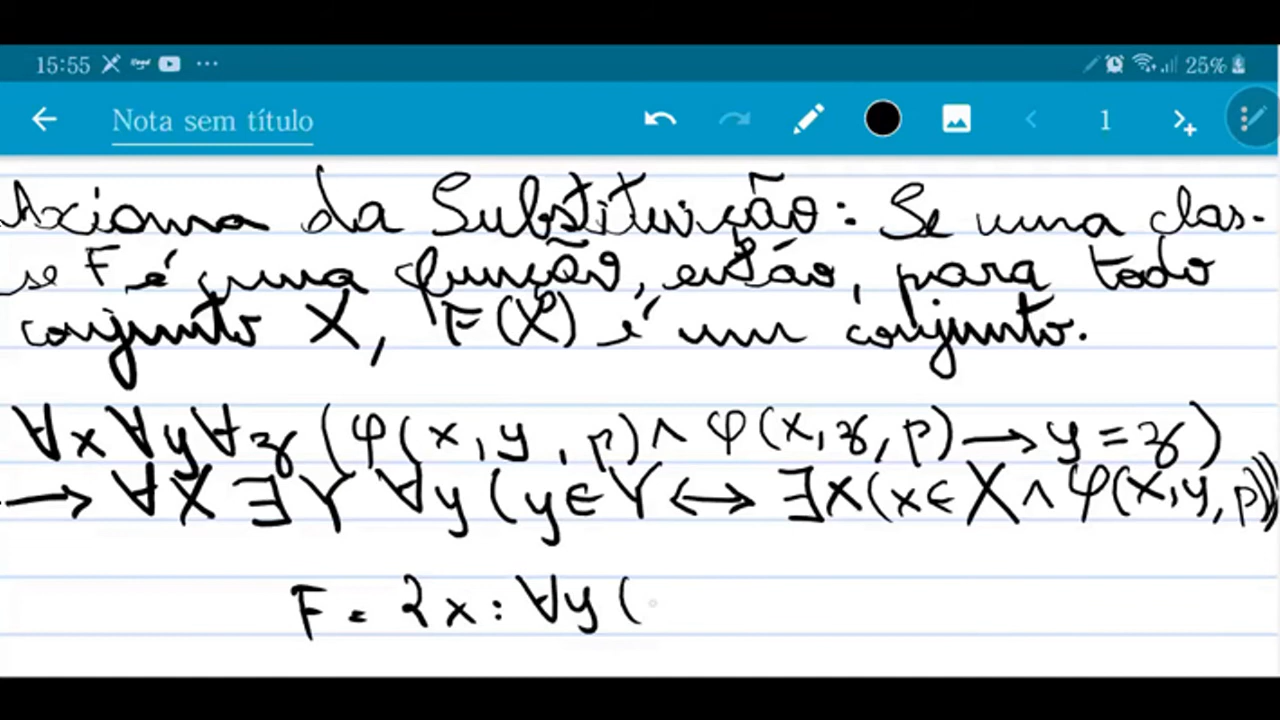 15:55 25%
Nota sem título 1
Axioma da Substituição: Se uma clas-
se F é uma função, então, para todo
conjunto X, F(X) é um conjunto.
∀x∀y∀z(φ(x,y,p)∧φ(x,z,p)→y=z)
→∀X∃Y∀y(y∈Y↔∃x(x∈X∧φ(x,y,p)))
F = {x:∀y(